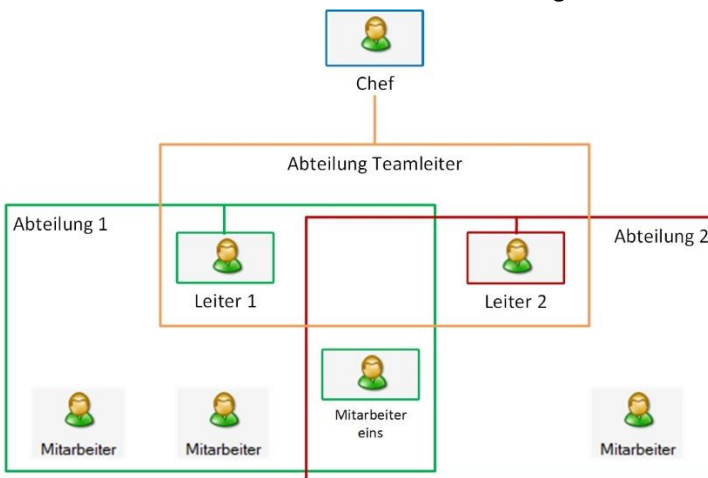 Chef
Abteilung Teamleiter
Abteilung 1
Abteilung 2
Leiter 1
Leiter 2
Mitarbeiter
eins
Mitarbeiter
Mitarbeiter
Mitarbeiter